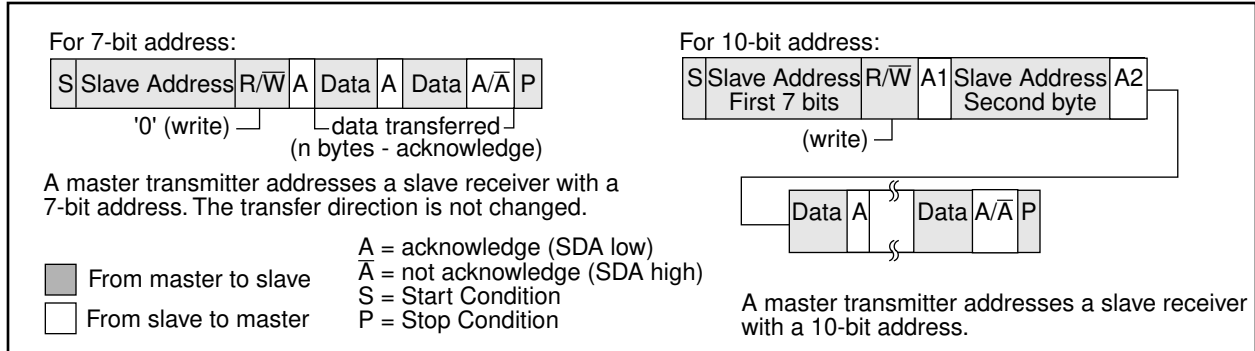 For 7-bit address:
S Slave Address R/W̅ A Data A Data A/A̅ P
'0' (write)
data transferred
(n bytes - acknowledge)
A master transmitter addresses a slave receiver with a
7-bit address. The transfer direction is not changed.
From master to slave
From slave to master
A = acknowledge (SDA low)
A̅ = not acknowledge (SDA high)
S = Start Condition
P = Stop Condition
For 10-bit address:
S Slave Address R/W̅ A1 Slave Address A2
First 7 bits Second byte
(write)
Data A Data A/A̅ P
A master transmitter addresses a slave receiver
with a 10-bit address.